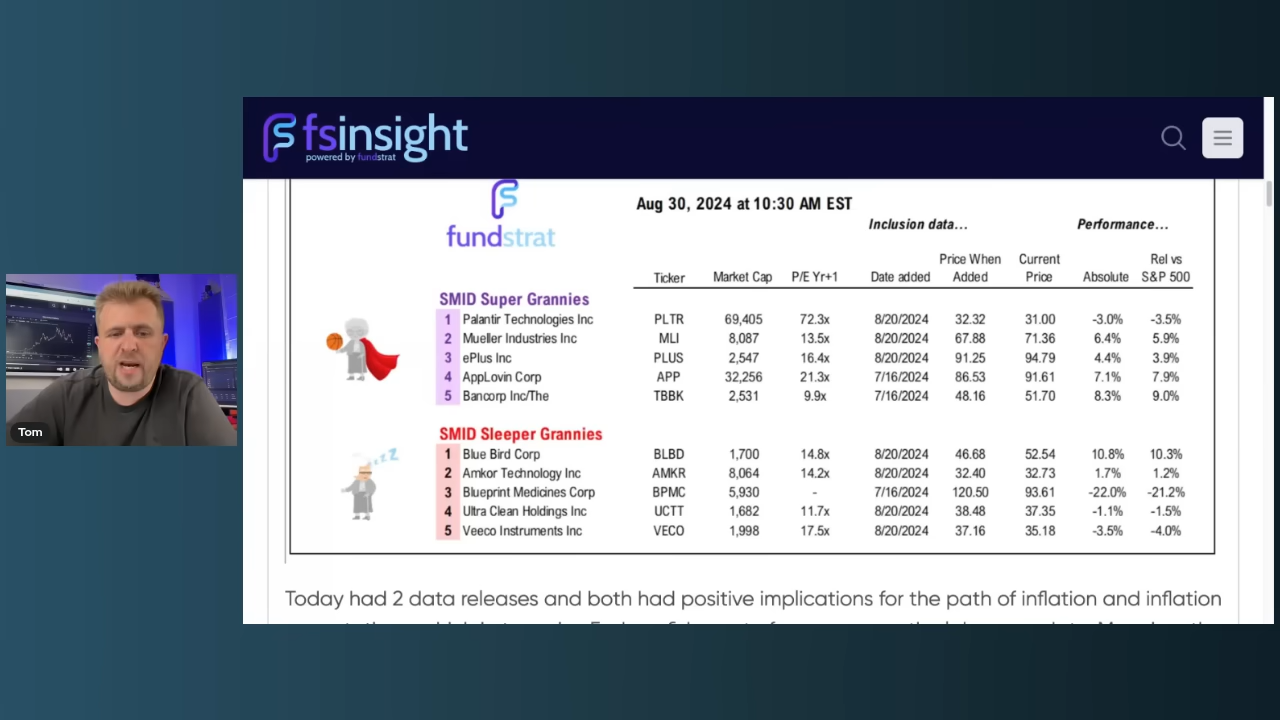 fsinsight
powered by fundstrat
fundstrat
Aug 30, 2024 at 10:30 AM EST
Inclusion data... Performance...
Ticker Market Cap P/E Yr+1 Date added Price When Added Current Price Absolute Rel vs S&P 500
SMID Super Grannies
1 Palantir Technologies Inc PLTR 69,405 72.3x 8/20/2024 32.32 31.00 -3.0% -3.5%
2 Mueller Industries Inc MLI 8,087 13.5x 8/20/2024 67.88 71.36 6.4% 5.9%
3 ePlus Inc PLUS 2,547 16.4x 8/20/2024 91.25 94.79 4.4% 3.9%
4 AppLovin Corp APP 32,256 21.3x 7/16/2024 86.53 91.61 7.1% 7.9%
5 Bancorp Inc/The TBBK 2,531 9.9x 7/16/2024 48.16 51.70 8.3% 9.0%
SMID Sleeper Grannies
zzZ
1 Blue Bird Corp BLBD 1,700 14.8x 8/20/2024 46.68 52.54 10.8% 10.3%
2 Amkor Technology Inc AMKR 8,064 14.2x 8/20/2024 32.40 32.73 1.7% 1.2%
3 Blueprint Medicines Corp BPMC 5,930 - 7/16/2024 120.50 93.61 -22.0% -21.2%
4 Ultra Clean Holdings Inc UCTT 1,682 11.7x 8/20/2024 38.48 37.35 -1.1% -1.5%
5 Veeco Instruments Inc VECO 1,998 17.5x 8/20/2024 37.16 35.18 -3.5% -4.0%
Today had 2 data releases and both had positive implications for the path of inflation and inflation
Tom